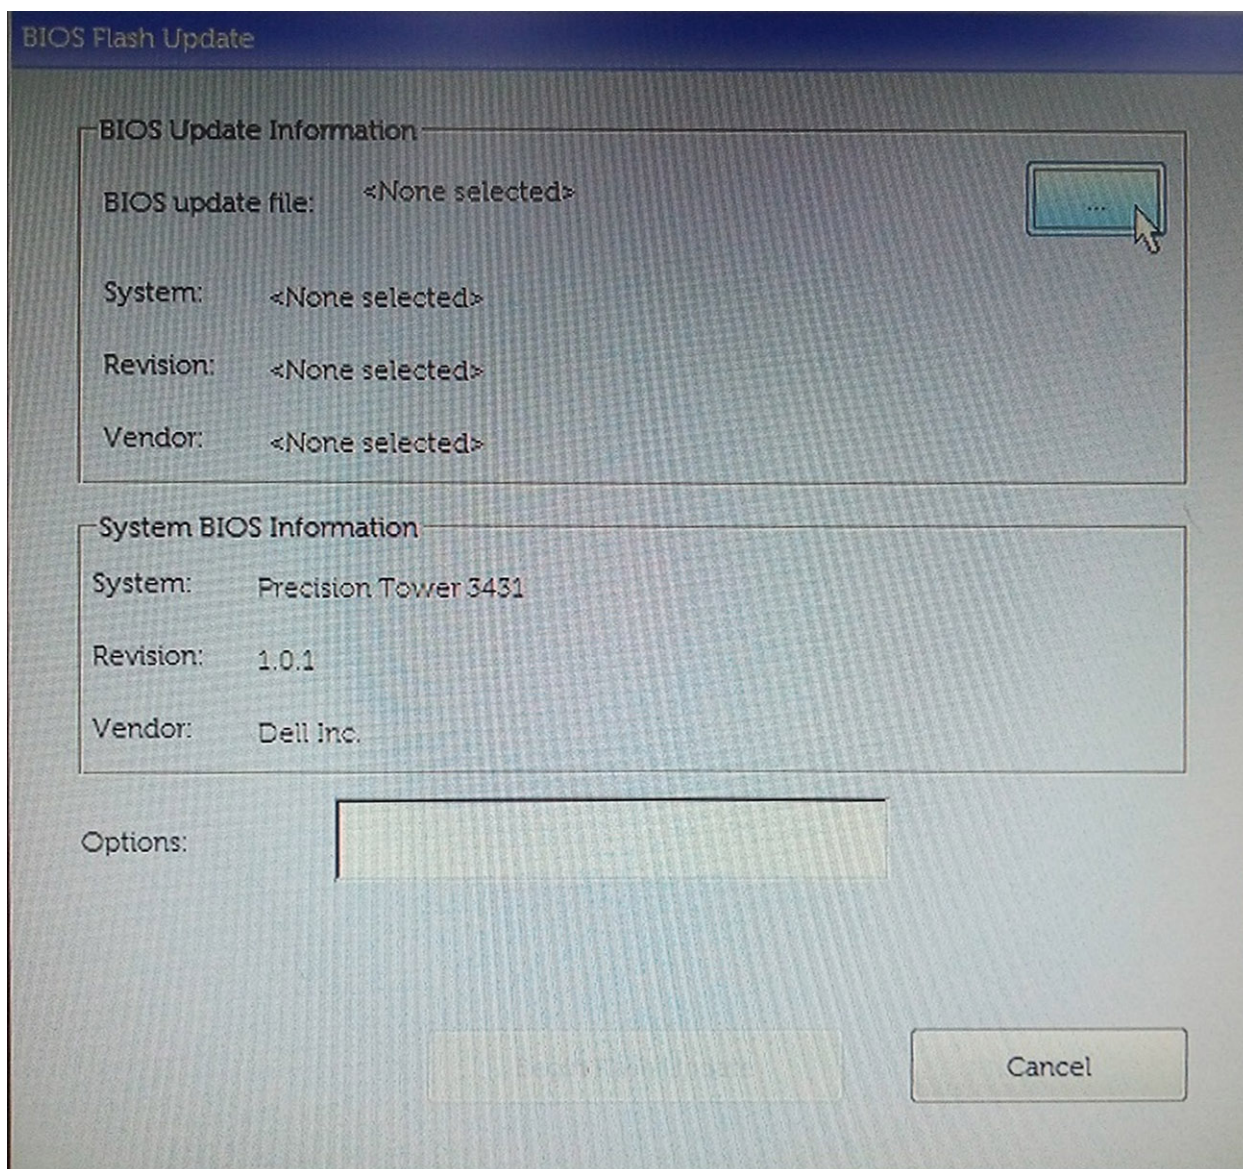 BIOS Flash Update
BIOS Update Information
BIOS update file: <None selected>
...
System: <None selected>
Revision: <None selected>
Vendor: <None selected>
System BIOS Information
System: Precision Tower 3431
Revision: 1.0.1
Vendor: Dell Inc.
Options:
Cancel